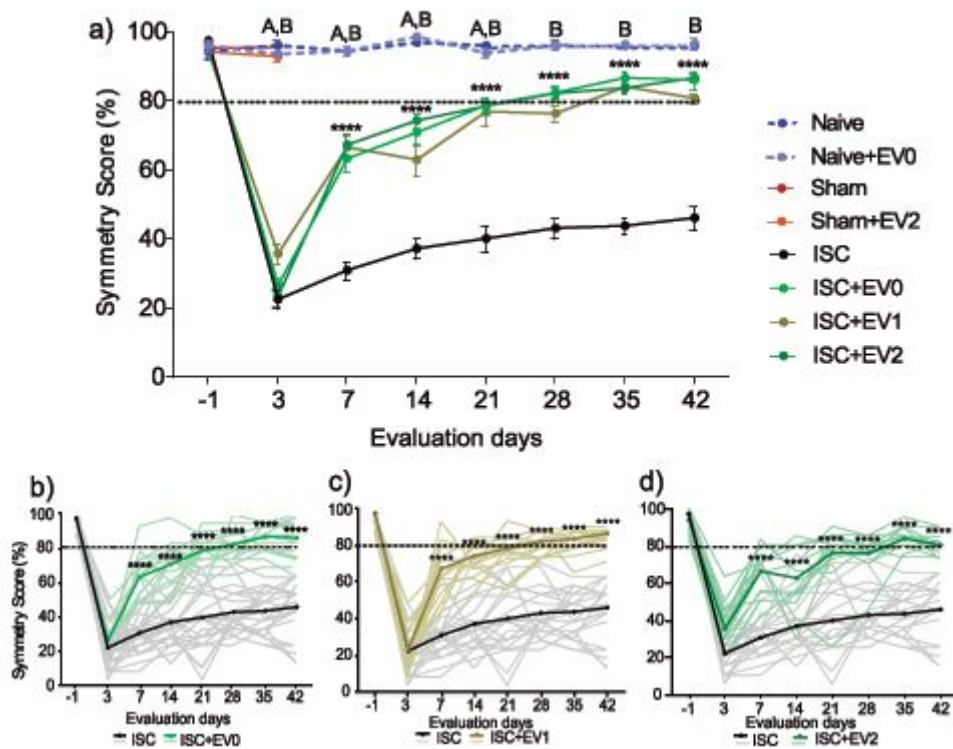 a)
A,B A,B A,B A,B B B B
**** **** **** **** **** ****
Symmetry Score (%)
100
80
60
40
20
0
-1 3 7 14 21 28 35 42
Evaluation days
Naive
Naive+EV0
Sham
Sham+EV2
ISC
ISC+EV0
ISC+EV1
ISC+EV2
b)
Symmetry Score (%)
100
80
60
40
20
0
**** **** **** **** **** ****
-1 3 7 14 21 28 35 42
Evaluation days
ISC ISC+EV0
c)
100
80
60
40
20
0
**** **** **** **** **** ****
-1 3 7 14 21 28 35 42
Evaluation days
ISC ISC+EV1
d)
100
80
60
40
20
0
**** **** **** **** **** ****
-1 3 7 14 21 28 35 42
Evaluation days
ISC ISC+EV2